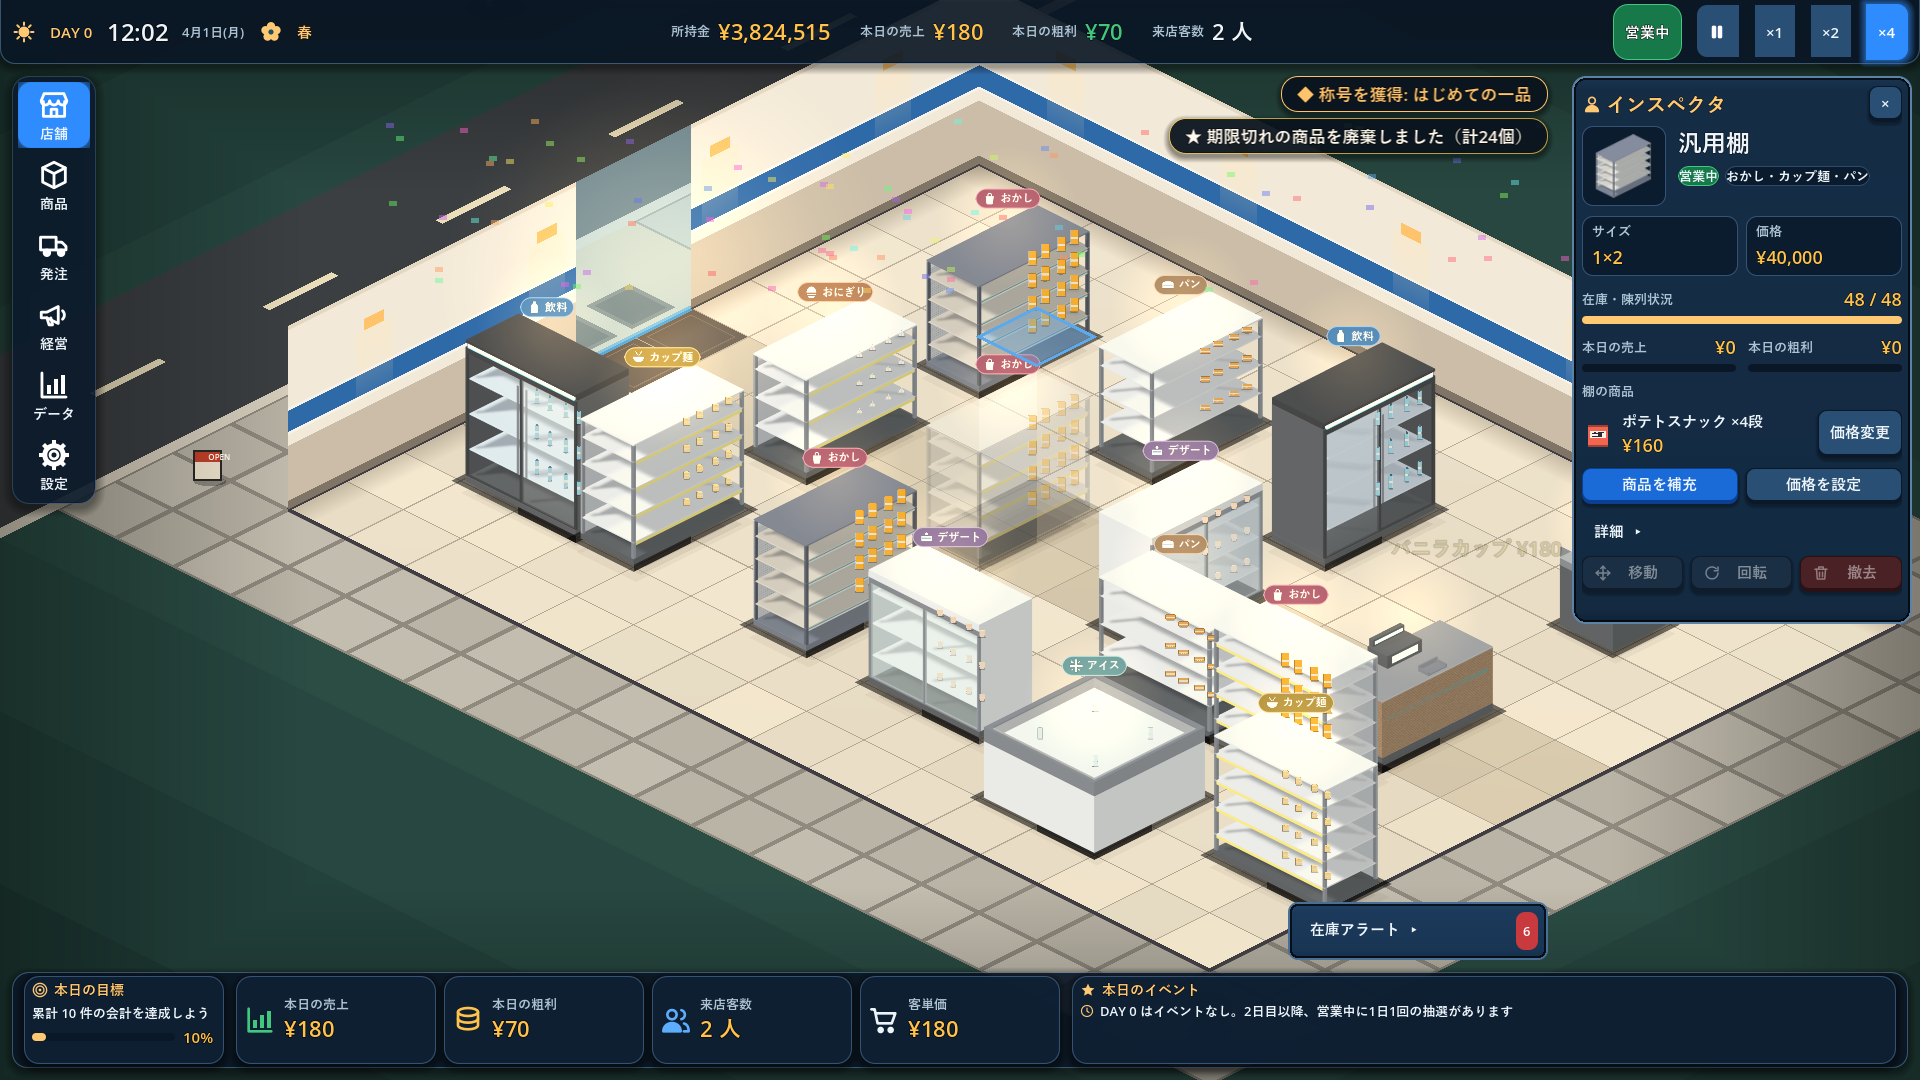 DAY 0 12:02 4月1日(月) 春
所持金 ¥3,824,515 本日の売上 ¥180 本日の粗利 ¥70 来店客数 2 人
営業中 ×1 ×2 ×4
店舗
商品
発注
経営
データ
設定
◆ 称号を獲得: はじめての一品
★ 期限切れの商品を廃棄しました（計24個）
おかし
パン
おにぎり
飲料
飲料
カップ麺
おかし
おかし
デザート
デザート
パン
おかし
アイス
カップ麺
OPEN
バニラカップ ¥180
インスペクタ ×
汎用棚
営業中 おかし・カップ麺・パン
サイズ
1×2
価格
¥40,000
在庫・陳列状況 48 / 48
本日の売上 ¥0 本日の粗利 ¥0
棚の商品
ポテトスナック ×4段
¥160
価格変更
商品を補充 価格を設定
詳細 ▸
移動 回転 撤去
在庫アラート ▸ 6
本日の目標
累計 10 件の会計を達成しよう
10%
本日の売上
¥180
本日の粗利
¥70
来店客数
2 人
客単価
¥180
★ 本日のイベント
DAY 0 はイベントなし。2日目以降、営業中に1日1回の抽選があります